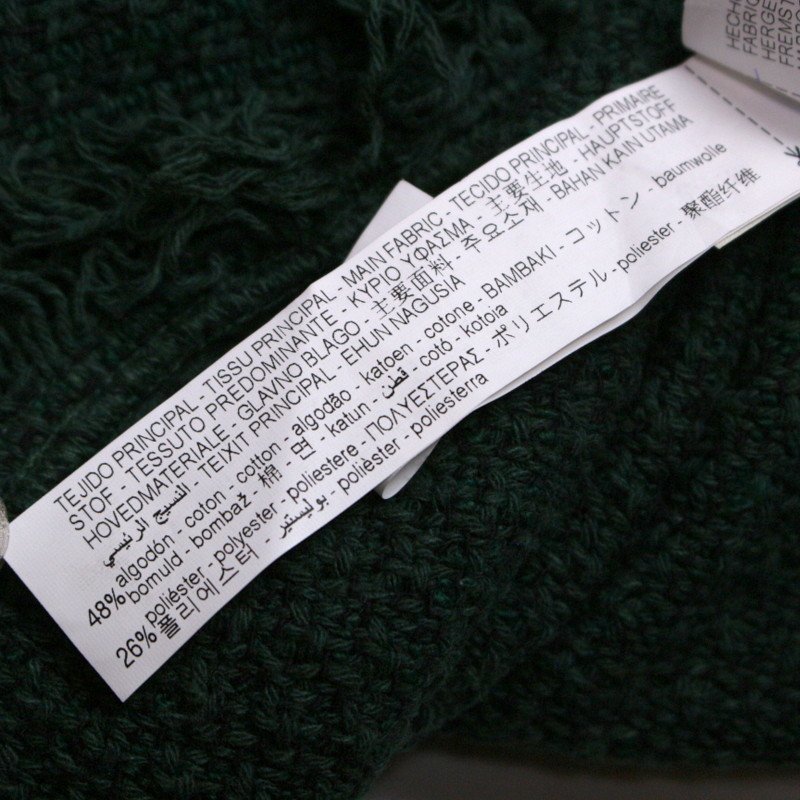 TEJIDO PRINCIPAL - TISSU PRINCIPAL - MAIN FABRIC, TECIDO PRINCIPAL - PRIMAIRE
STOF - TESSUTO PREDOMINANTE - ΚΥΡΙΟ ΥΦΑΣΜΑ - 主要生地 - HAUPTSTOFF
HOVEDMATERIALE - GLAVNO BLAGO - 主要面料 - 주요소재 - BAHAN KAIN UTAMA
النسيج الرئيسي - TEIXIT PRINCIPAL - EHUN NAGUSIA
48% algodón - coton - cotton - algodão - katoen - cotone - BAMBAKI - コットン - baumwolle
bomuld - bombaž - 棉 - 면 - katun - قطن - cotó - kotoia
26% poliéster - polyester - polyester - poliestere - ΠΟΛΥΕΣΤΕΡΑΣ - ポリエステル - poliester - 聚酯纤维
폴리에스터 - بوليستير - polièster - poliesterra
HECH
FABRIC
HERGE
FREMST